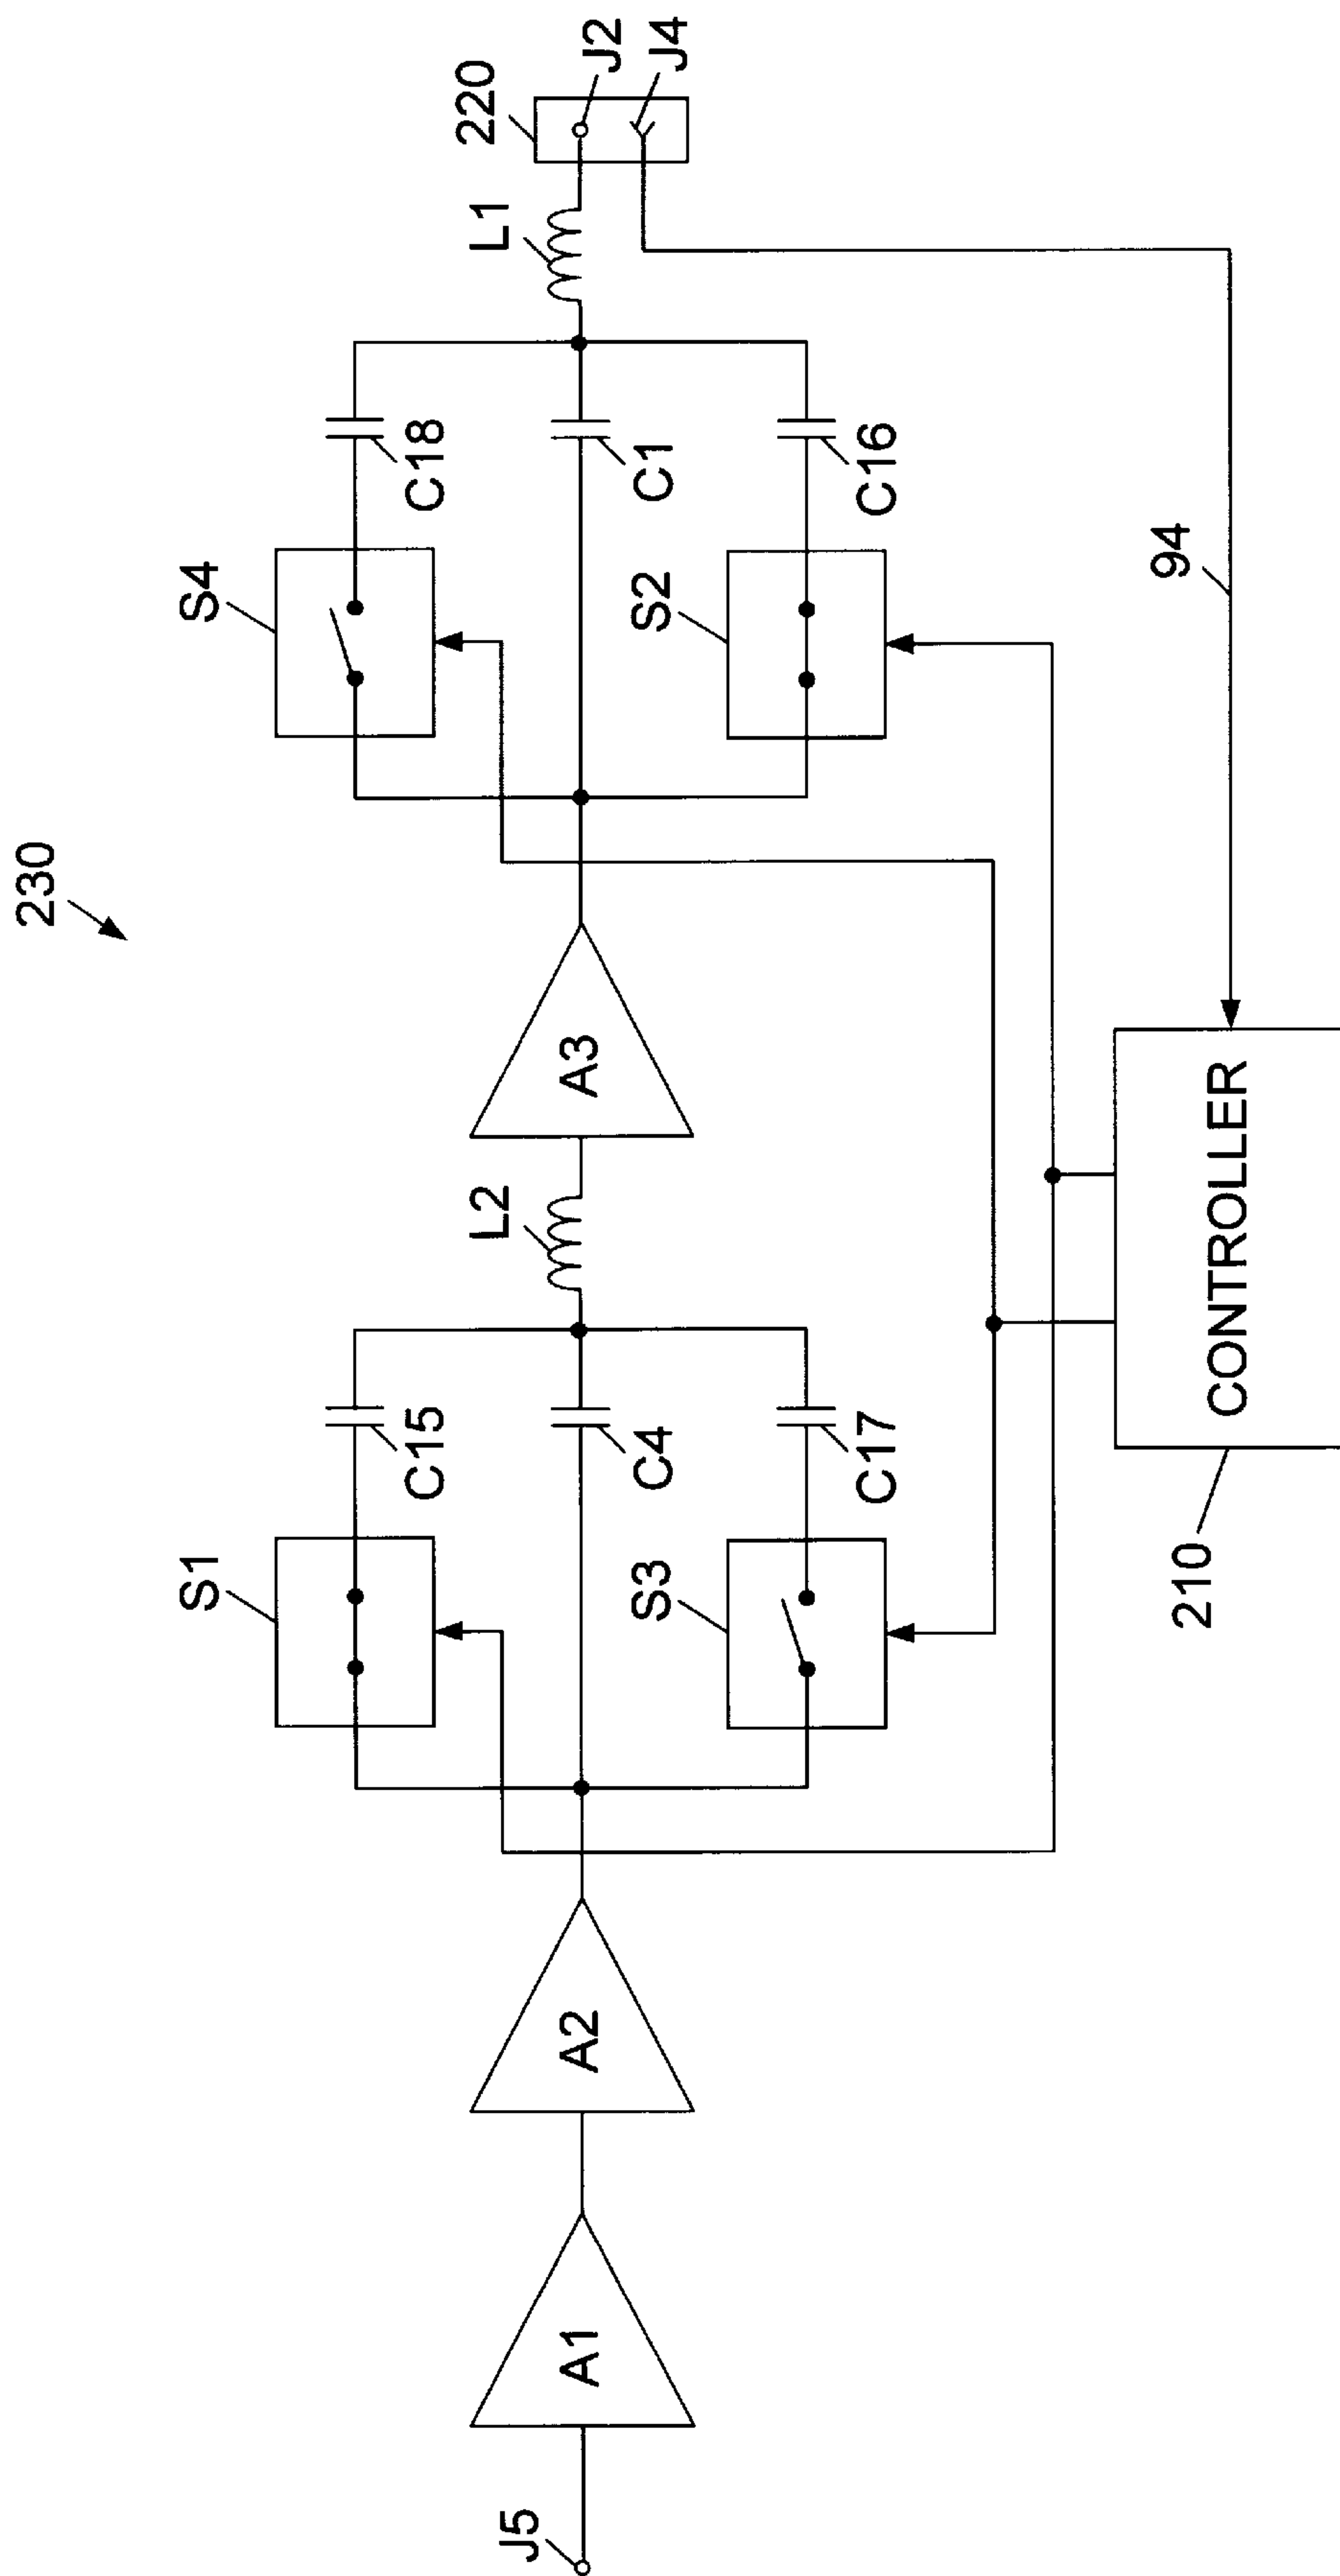 230
S1
S4
C15
C18
L2
L1
220
J5
A1
A2
A3
J2
J4
C4
C1
S3
S2
C17
C16
94
210
CONTROLLER